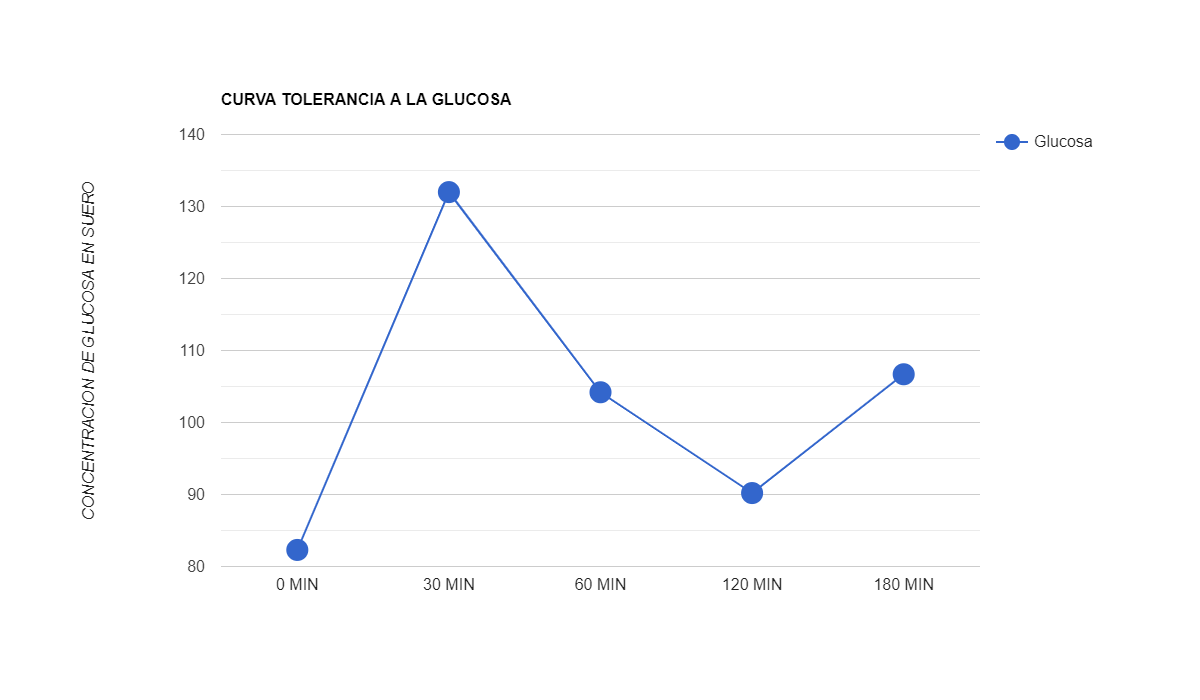 CURVA TOLERANCIA A LA GLUCOSA
Glucosa
CONCENTRACION DE GLUCOSA EN SUERO
140
130
120
110
100
90
80
0 MIN
30 MIN
60 MIN
120 MIN
180 MIN